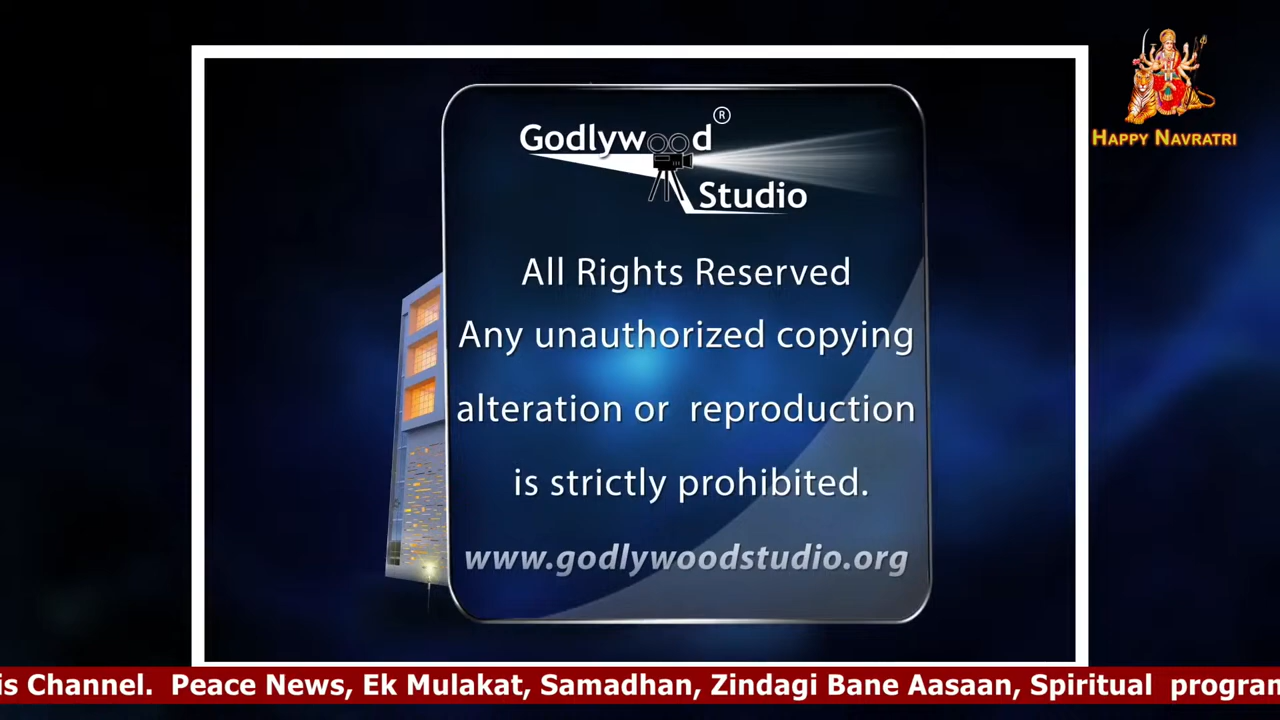 HAPPY NAVRATRI
Godlywood ®
Studio
All Rights Reserved
Any unauthorized copying
alteration or reproduction
is strictly prohibited.
www.godlywoodstudio.org
is Channel. Peace News, Ek Mulakat, Samadhan, Zindagi Bane Aasaan, Spiritual